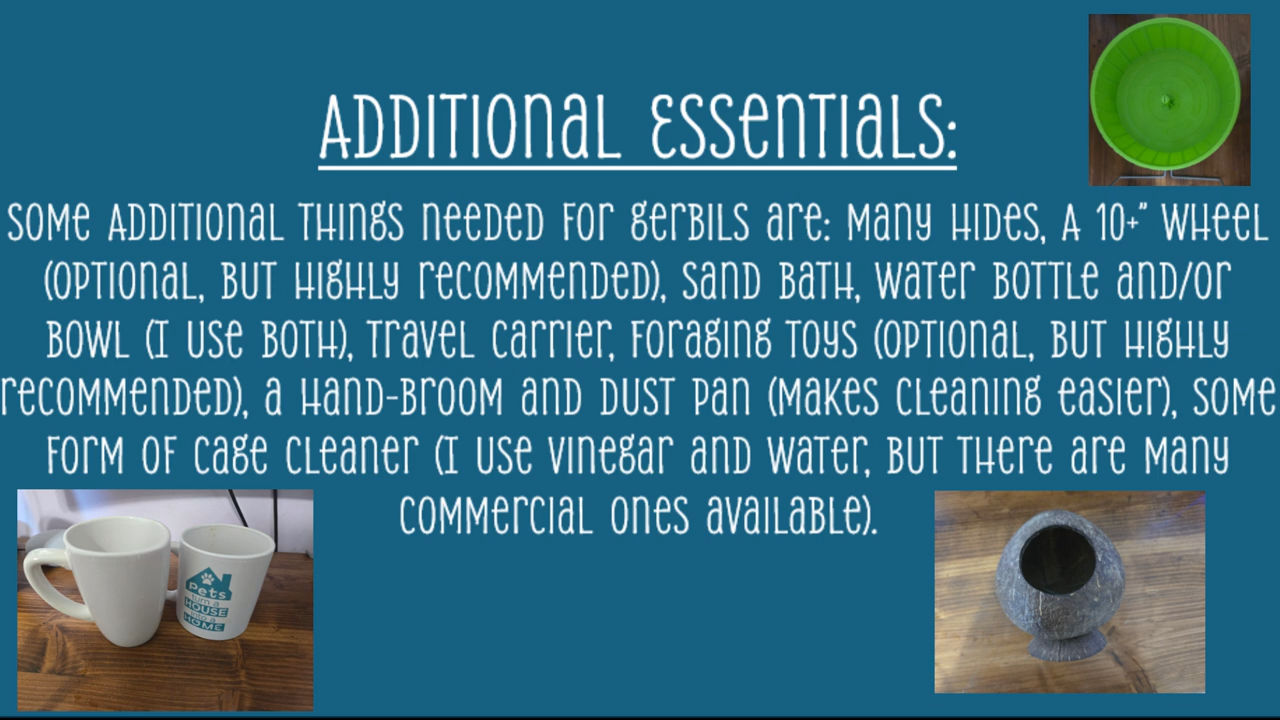 Additional Essentials:
Some additional things needed for gerbils are: many hides, a 10+" wheel
(optional, but highly recommended), sand bath, water bottle and/or
bowl (I use both), travel carrier, foraging toys (optional, but highly
recommended), a hand-broom and dust pan (makes cleaning easier), some
form of cage cleaner (I use vinegar and water, but there are many
commercial ones available).
Pets
turn a
HOUSE
into a
HOME